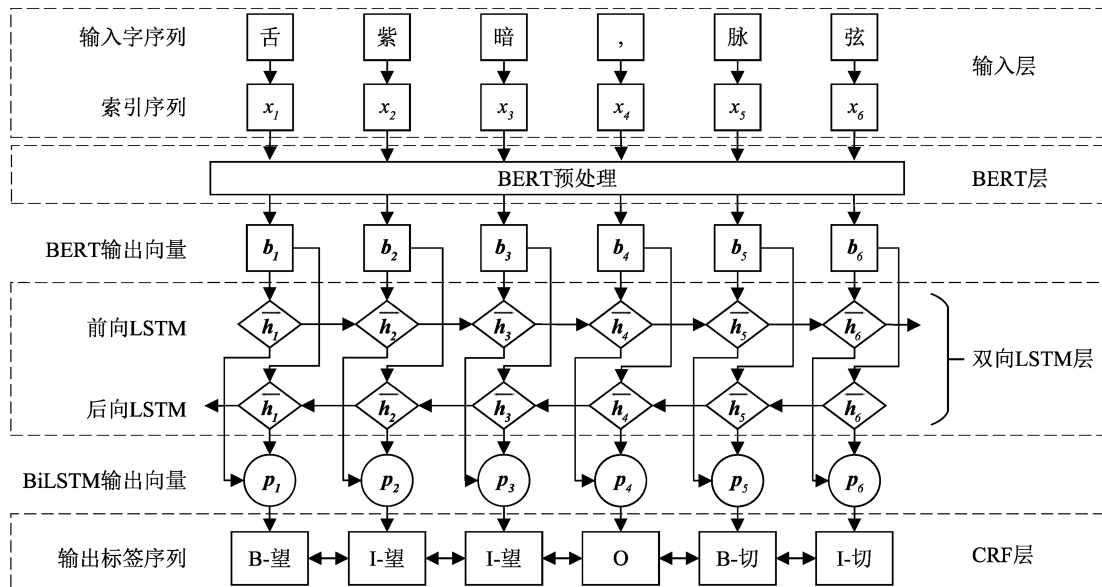 输入字序列 舌 紫 暗 , 脉 弦
输入层
索引序列 x1 x2 x3 x4 x5 x6
BERT预处理 BERT层
BERT输出向量 b1 b2 b3 b4 b5 b6
前向LSTM h1 h2 h3 h4 h5 h6
双向LSTM层
后向LSTM h1 h2 h3 h4 h5 h6
BiLSTM输出向量 p1 p2 p3 p4 p5 p6
输出标签序列 B-望 I-望 I-望 O B-切 I-切 CRF层